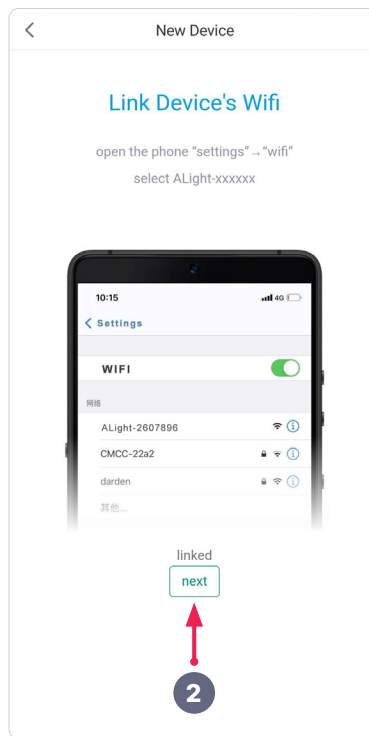 New Device
Link Device's Wifi
open the phone “settings”→“wifi”
select ALight-xxxxxx
10:15
4G
Settings
WIFI
网络
ALight-2607896
CMCC-22a2
darden
其他...
linked
next
2